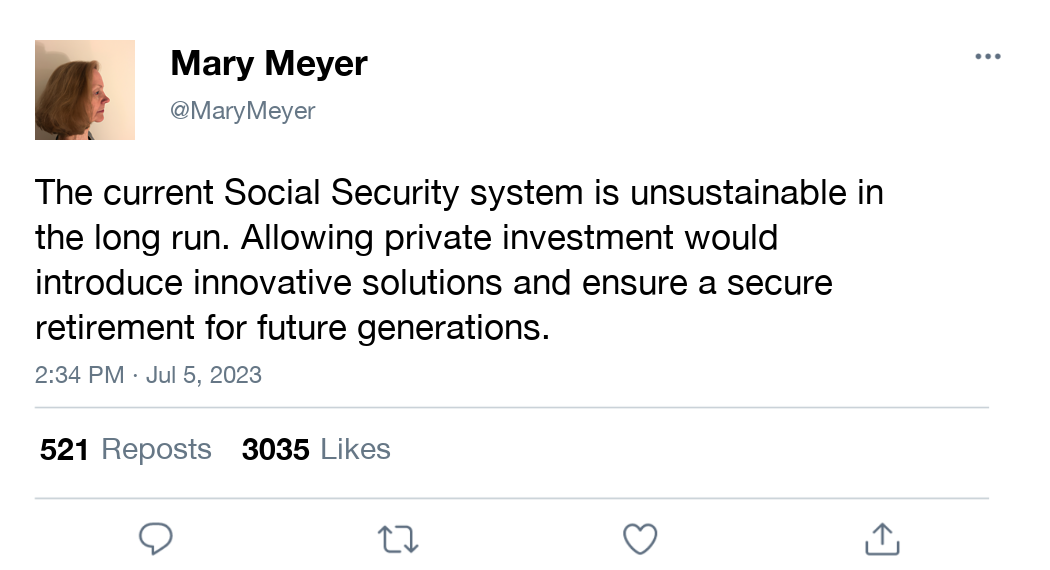 Mary Meyer
@MaryMeyer
The current Social Security system is unsustainable in
the long run. Allowing private investment would
introduce innovative solutions and ensure a secure
retirement for future generations.
2:34 PM · Jul 5, 2023
521 Reposts 3035 Likes